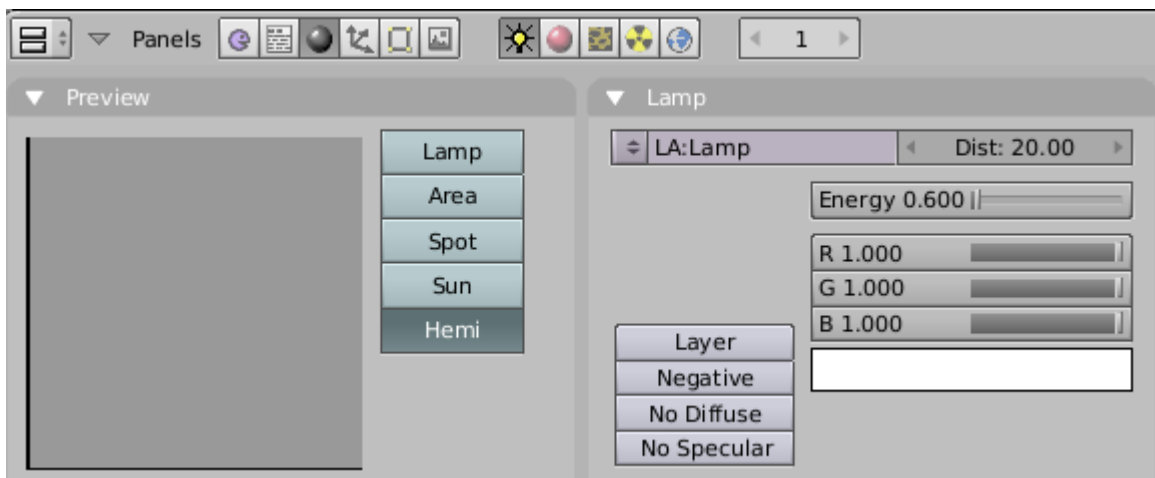 Panels 1
Preview
Lamp
Area
Spot
Sun
Hemi
Lamp
LA:Lamp Dist: 20.00
Energy 0.600
R 1.000
G 1.000
B 1.000
Layer
Negative
No Diffuse
No Specular